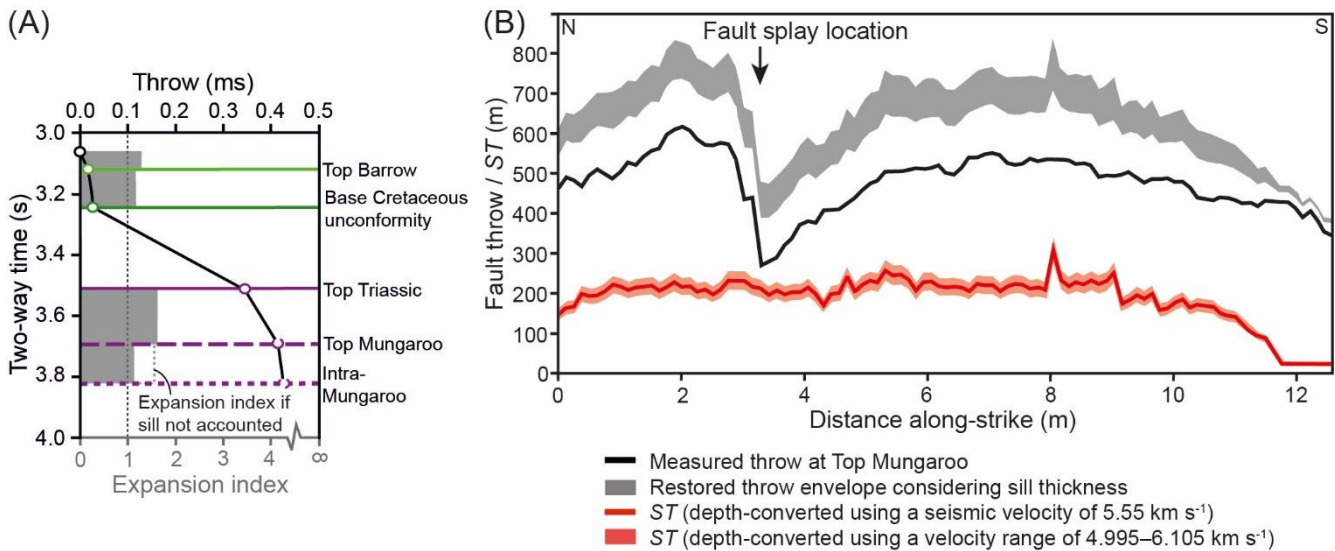 (A)
Throw (ms)
0.0 0.1 0.2 0.3 0.4 0.5
Two-way time (s)
3.0
3.2
3.4
3.6
3.8
4.0
Top Barrow
Base Cretaceous
unconformity
Top Triassic
Top Mungaroo
Intra-
Mungaroo
Expansion index if
sill not accounted
0 1 2 3 4 ∞
Expansion index
(B)
N
S
Fault splay location
Fault throw / ST (m)
800
700
600
500
400
300
200
100
0
0 2 4 6 8 10 12
Distance along-strike (m)
Measured throw at Top Mungaroo
Restored throw envelope considering sill thickness
ST (depth-converted using a seismic velocity of 5.55 km s⁻¹)
ST (depth-converted using a velocity range of 4.995–6.105 km s⁻¹)